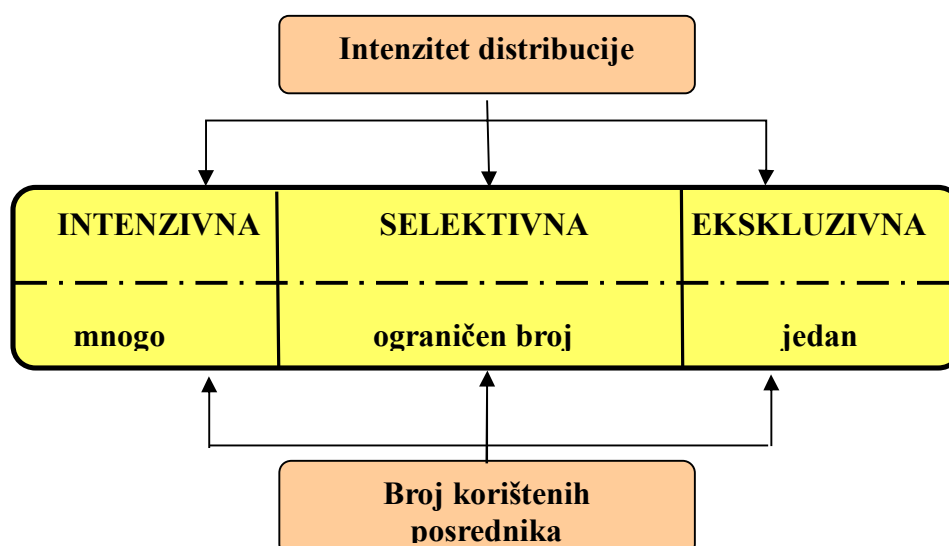 Intenzitet distribucije
INTENZIVNA SELEKTIVNA EKSKLUZIVNA
mnogo ograničen broj jedan
Broj korištenih
posrednika